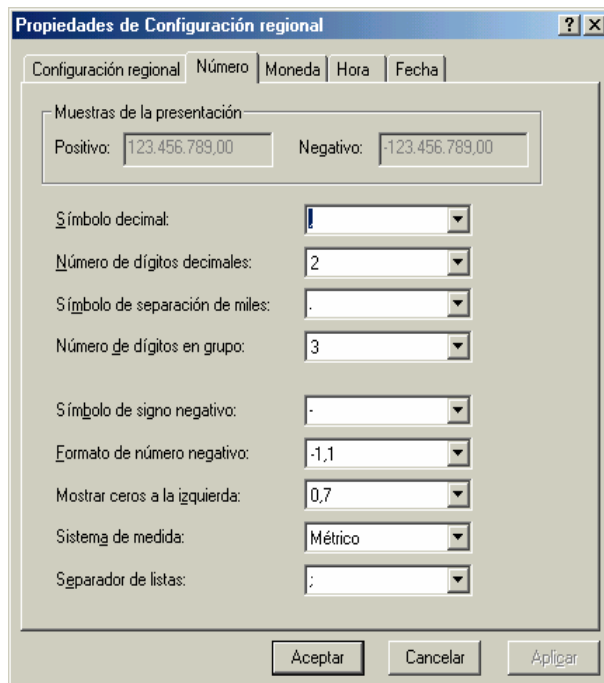 Propiedades de Configuración regional
Configuración regional Número Moneda Hora Fecha
Muestras de la presentación
Positivo: 123.456.789,00 Negativo: -123.456.789,00
Símbolo decimal: ,
Número de dígitos decimales: 2
Símbolo de separación de miles: .
Número de dígitos en grupo: 3
Símbolo de signo negativo: -
Formato de número negativo: -1,1
Mostrar ceros a la izquierda: 0,7
Sistema de medida: Métrico
Separador de listas: ;
Aceptar Cancelar Aplicar